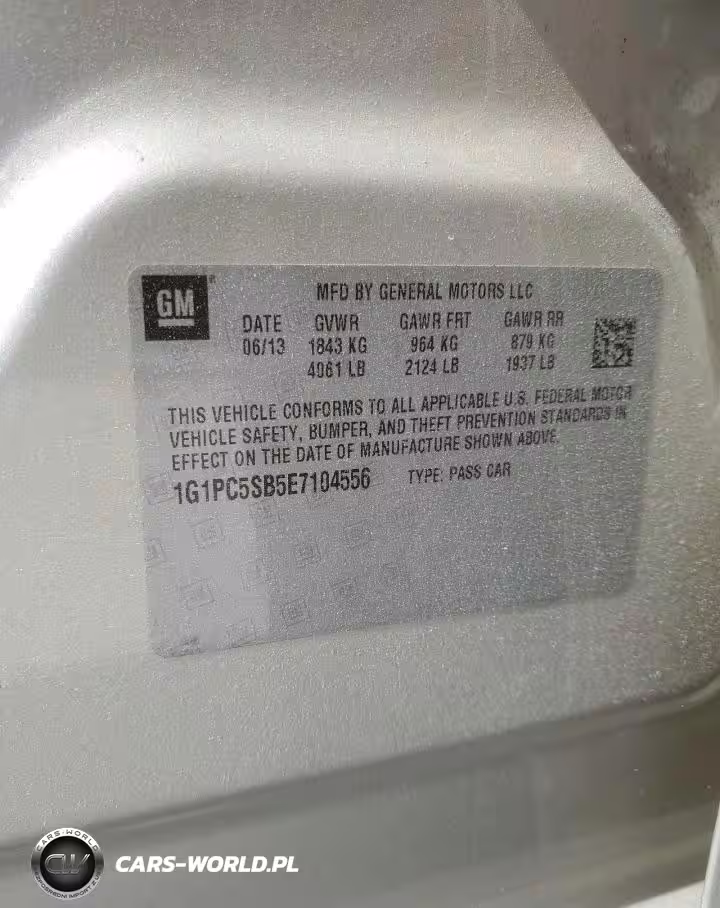 GM
MFD BY GENERAL MOTORS LLC
DATE GVWR GAWR FRT GAWR RR
06/13 1843 KG 964 KG 879 KG
4061 LB 2124 LB 1937 LB
THIS VEHICLE CONFORMS TO ALL APPLICABLE U.S. FEDERAL MOTOR
VEHICLE SAFETY, BUMPER, AND THEFT PREVENTION STANDARDS IN
EFFECT ON THE DATE OF MANUFACTURE SHOWN ABOVE.
1G1PC5SB5E7104556 TYPE: PASS CAR
CARS-WORLD
CW
CARS-WORLD.PL